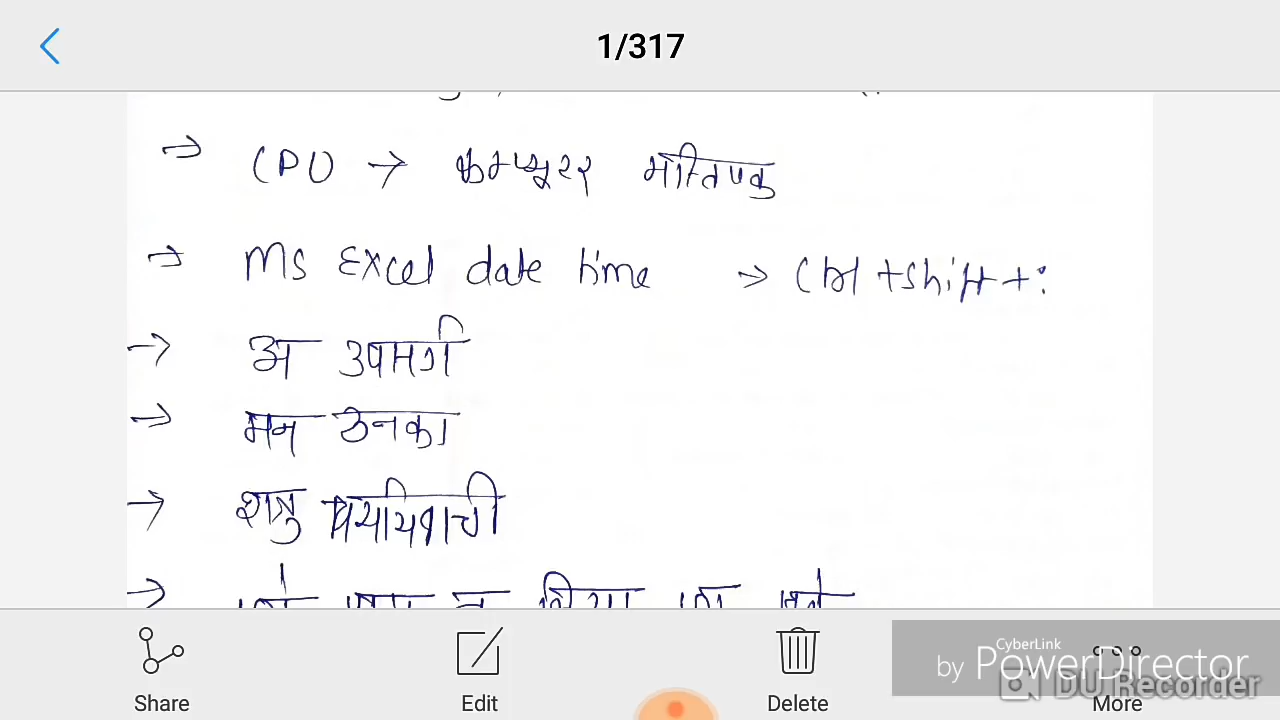 1/317
→ CPU → कम्प्यूटर मस्तिष्क
→ MS Excel date time → Ctrl + Shift + :
→ अ उपसर्ग
→ मन उनका
→ शत्रु पर्यायवाची
by CyberLink PowerDirector
DU Recorder
Share Edit Delete More